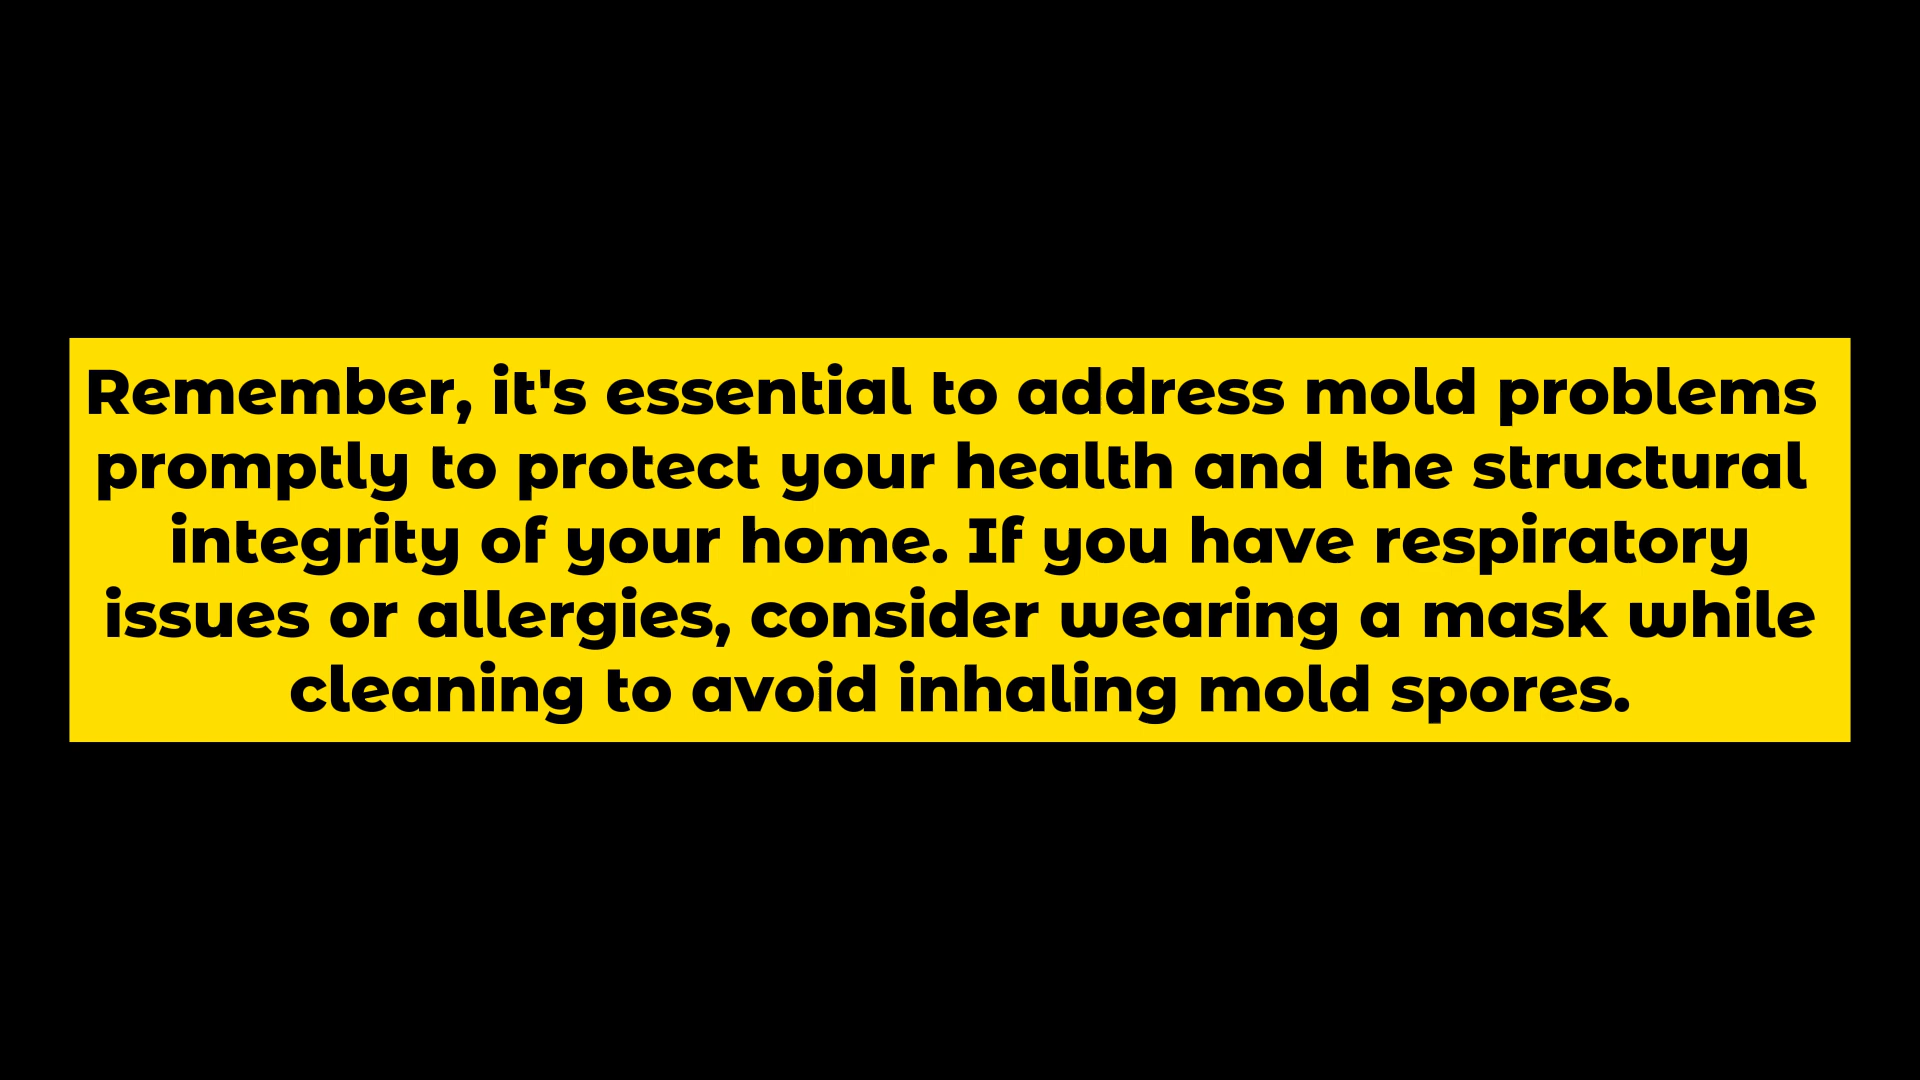 Remember, it's essential to address mold problems
promptly to protect your health and the structural
integrity of your home. If you have respiratory
issues or allergies, consider wearing a mask while
cleaning to avoid inhaling mold spores.